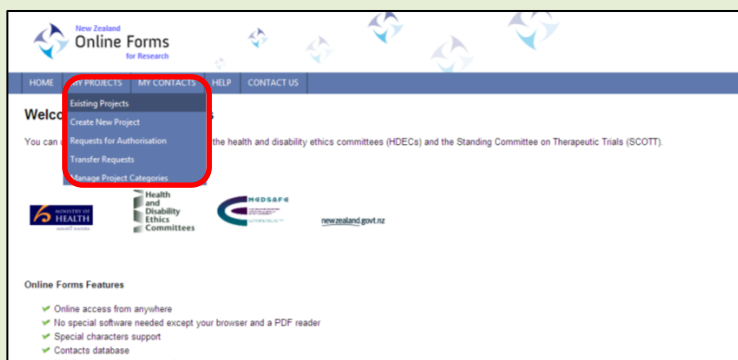 New Zealand
Online Forms
for Research
HOME MY PROJECTS MY CONTACTS HELP CONTACT US
Existing Projects
Welc s
Create New Project
You can Requests for Authorisation the health and disability ethics committees (HDECs) and the Standing Committee on Therapeutic Trials (SCOTT).
Transfer Requests
Manage Project Categories
MINISTRY OF
HEALTH
Health
and
Disability
Ethics
Committees
MEDSAFE
newzealand.govt.nz
Online Forms Features
Online access from anywhere
No special software needed except your browser and a PDF reader
Special characters support
Contacts database